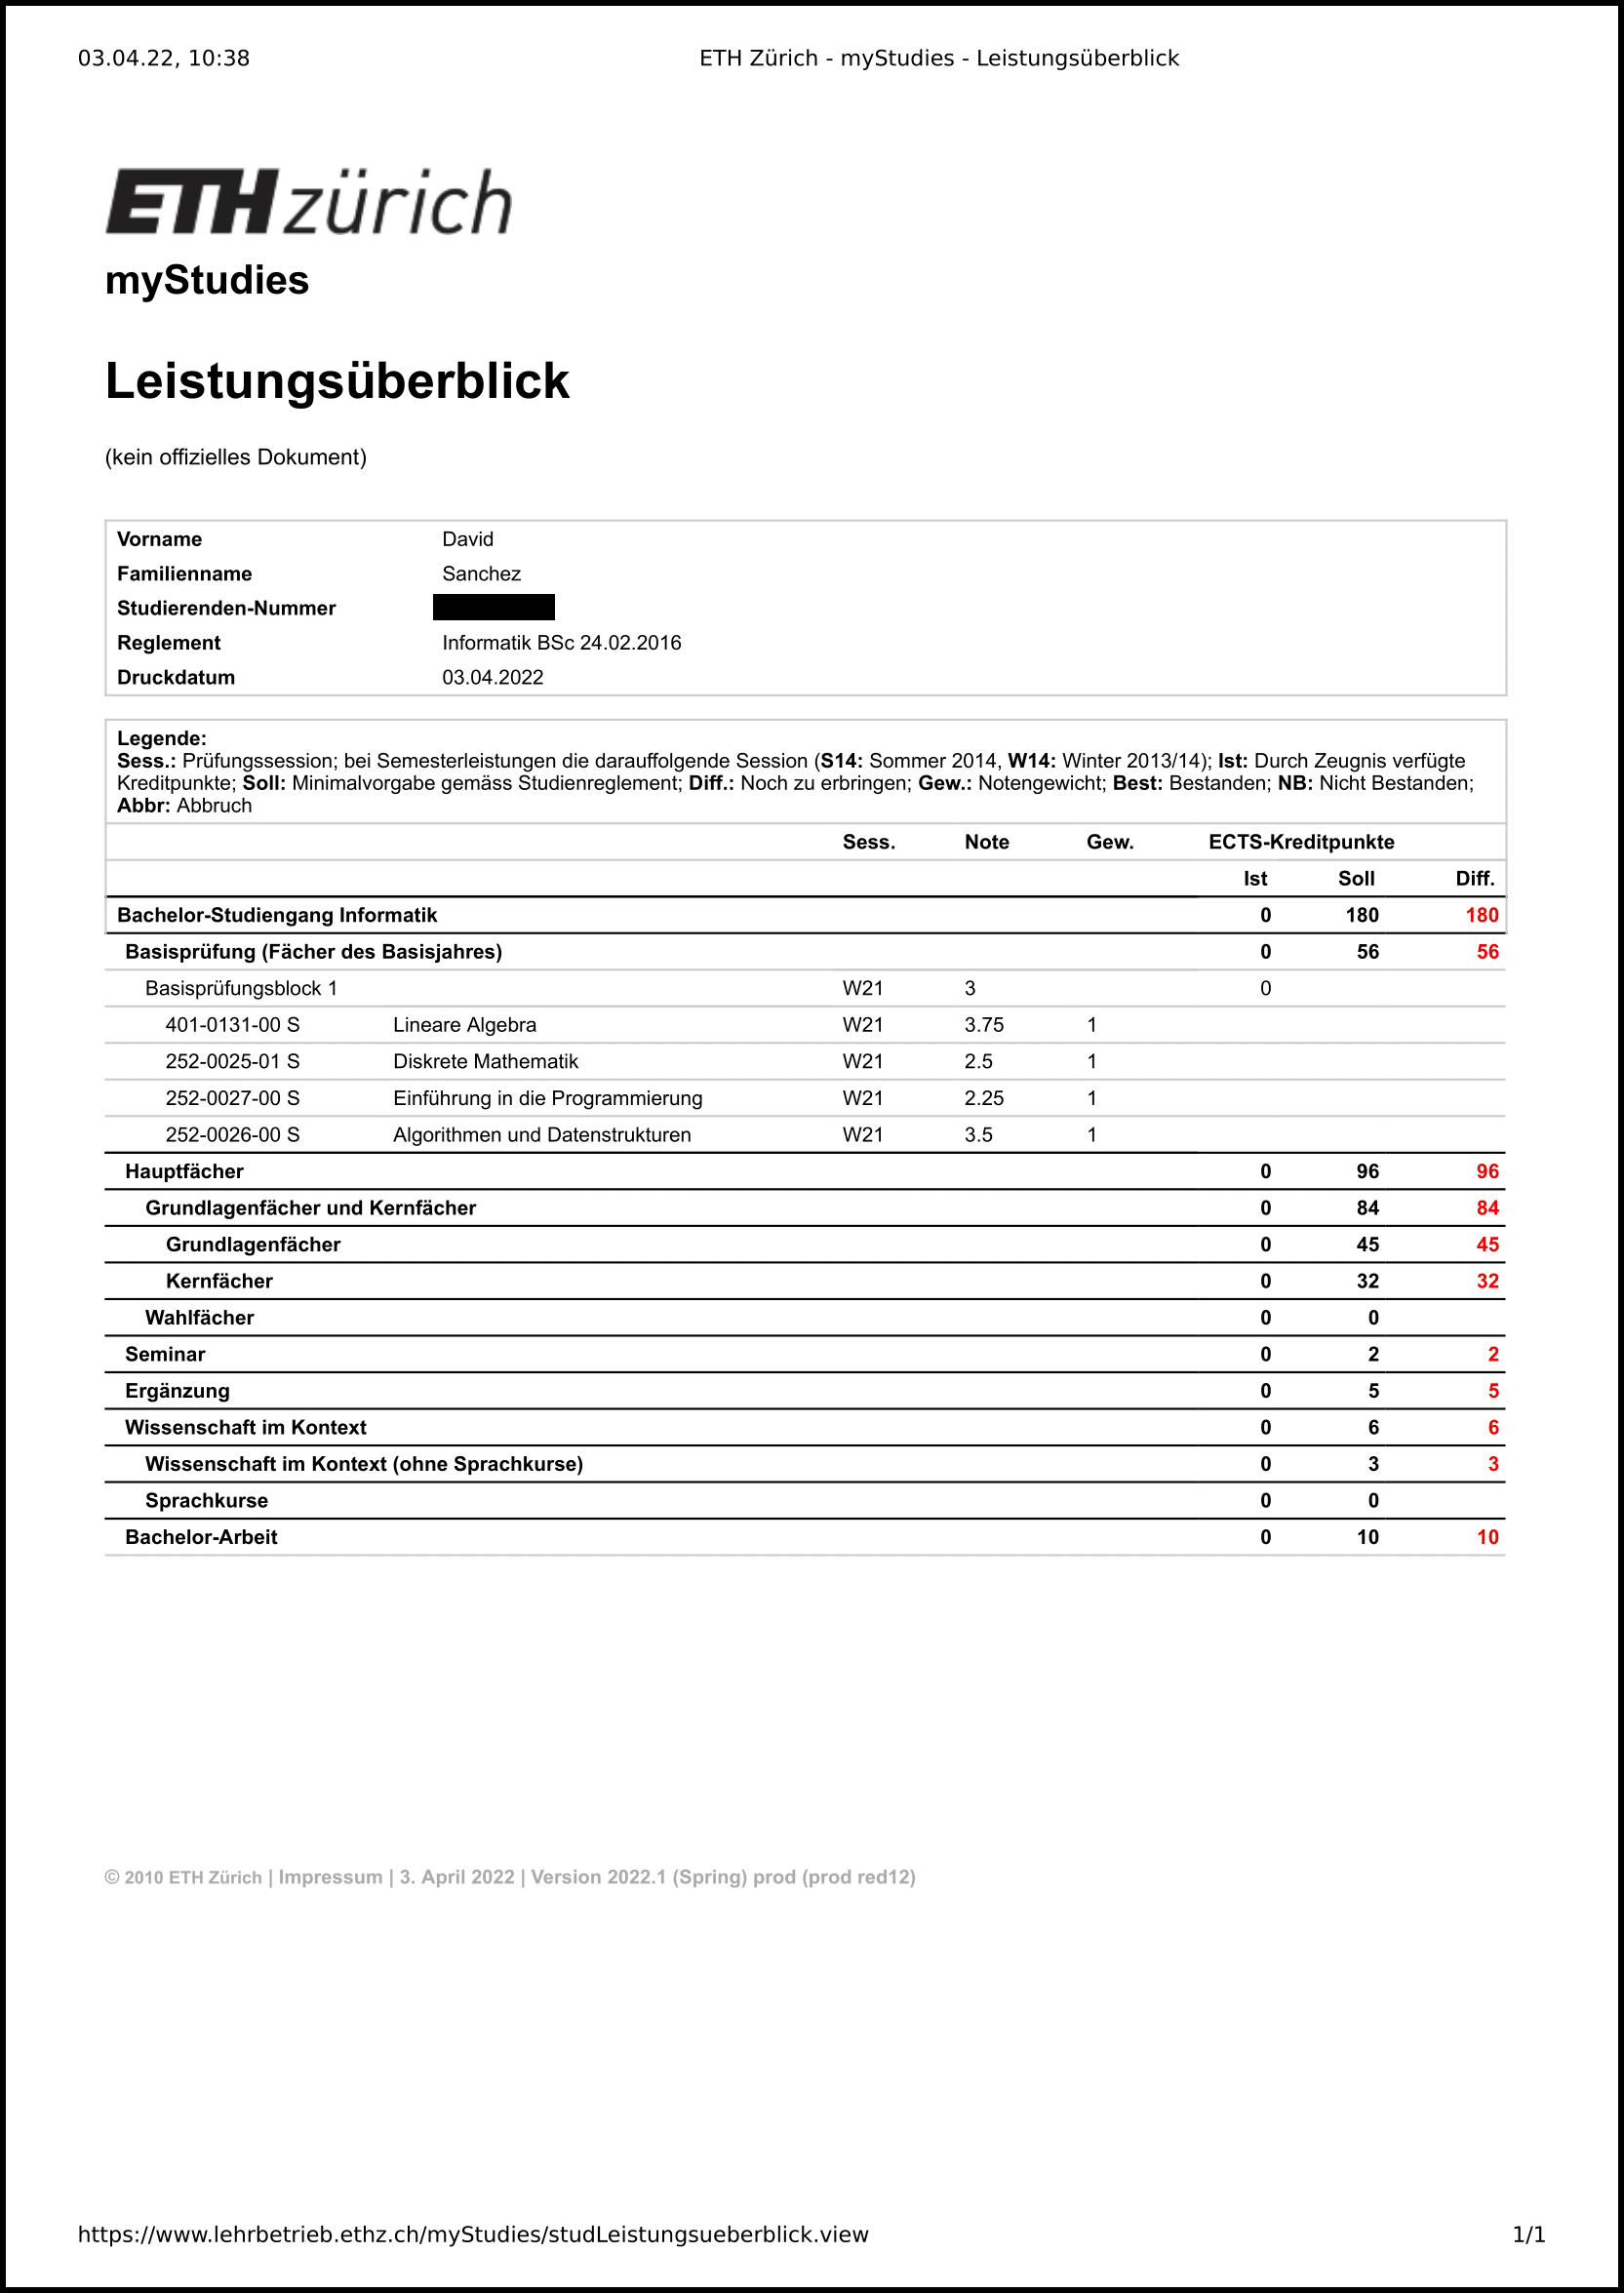 03.04.22, 10:38 ETH Zürich - myStudies - Leistungsüberblick
ETH zürich
myStudies
Leistungsüberblick
(kein offizielles Dokument)
Vorname David
Familienname Sanchez
Studierenden-Nummer
Reglement Informatik BSc 24.02.2016
Druckdatum 03.04.2022
Legende:
Sess.: Prüfungssession; bei Semesterleistungen die darauffolgende Session (S14: Sommer 2014, W14: Winter 2013/14); Ist: Durch Zeugnis verfügte
Kreditpunkte; Soll: Minimalvorgabe gemäss Studienreglement; Diff.: Noch zu erbringen; Gew.: Notengewicht; Best: Bestanden; NB: Nicht Bestanden;
Abbr: Abbruch
Sess. Note Gew. ECTS-Kreditpunkte
Ist Soll Diff.
Bachelor-Studiengang Informatik 0 180 180
Basisprüfung (Fächer des Basisjahres) 0 56 56
Basisprüfungsblock 1 W21 3 0
401-0131-00 S Lineare Algebra W21 3.75 1
252-0025-01 S Diskrete Mathematik W21 2.5 1
252-0027-00 S Einführung in die Programmierung W21 2.25 1
252-0026-00 S Algorithmen und Datenstrukturen W21 3.5 1
Hauptfächer 0 96 96
Grundlagenfächer und Kernfächer 0 84 84
Grundlagenfächer 0 45 45
Kernfächer 0 32 32
Wahlfächer 0 0
Seminar 0 2 2
Ergänzung 0 5 5
Wissenschaft im Kontext 0 6 6
Wissenschaft im Kontext (ohne Sprachkurse) 0 3 3
Sprachkurse 0 0
Bachelor-Arbeit 0 10 10
© 2010 ETH Zürich | Impressum | 3. April 2022 | Version 2022.1 (Spring) prod (prod red12)
https://www.lehrbetrieb.ethz.ch/myStudies/studLeistungsueberblick.view 1/1